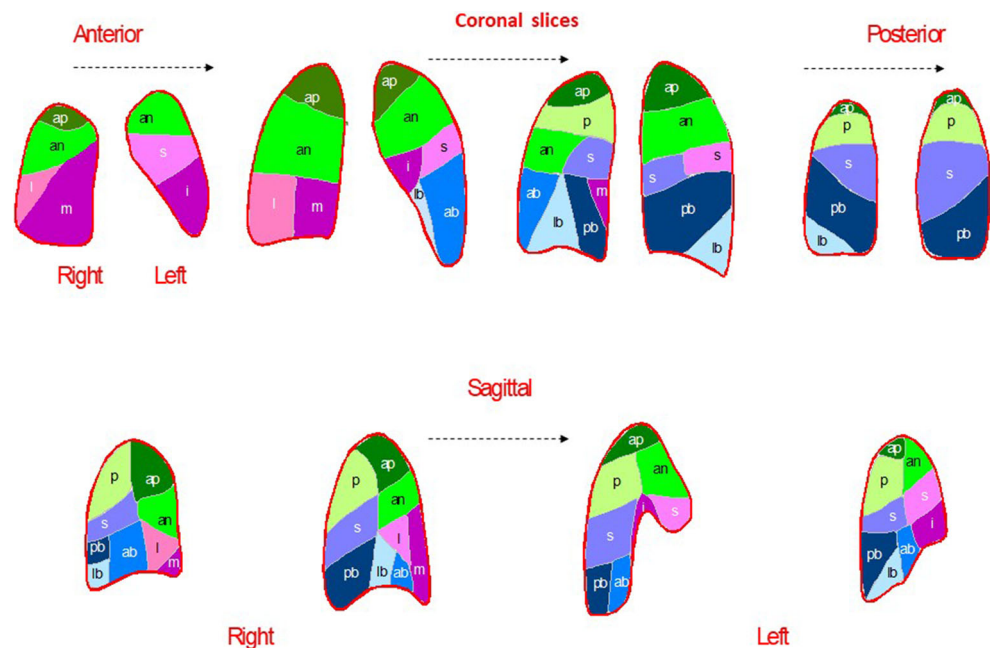 Coronal slices
Anterior
Posterior
ap
an
l
m
an
s
i
ap
an
l
m
ap
an
s
i
lb
ab
ap
p
an
s
ab
lb
pb
m
ap
an
s
s
pb
lb
ap
p
s
pb
lb
ap
p
s
pb
Right
Left
Sagittal
p
ap
an
s
pb
ab
l
lb
m
p
ap
an
s
l
pb
lb
ab
m
ap
an
p
i
s
s
pb
ab
ap
an
p
s
s
i
pb
ab
lb
Right
Left